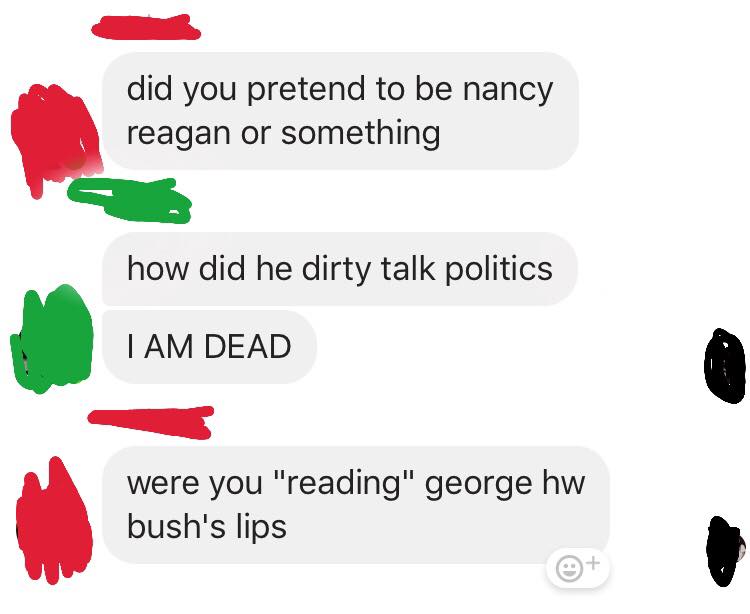 did you pretend to be nancy
reagan or something
how did he dirty talk politics
I AM DEAD
were you "reading" george hw
bush's lips